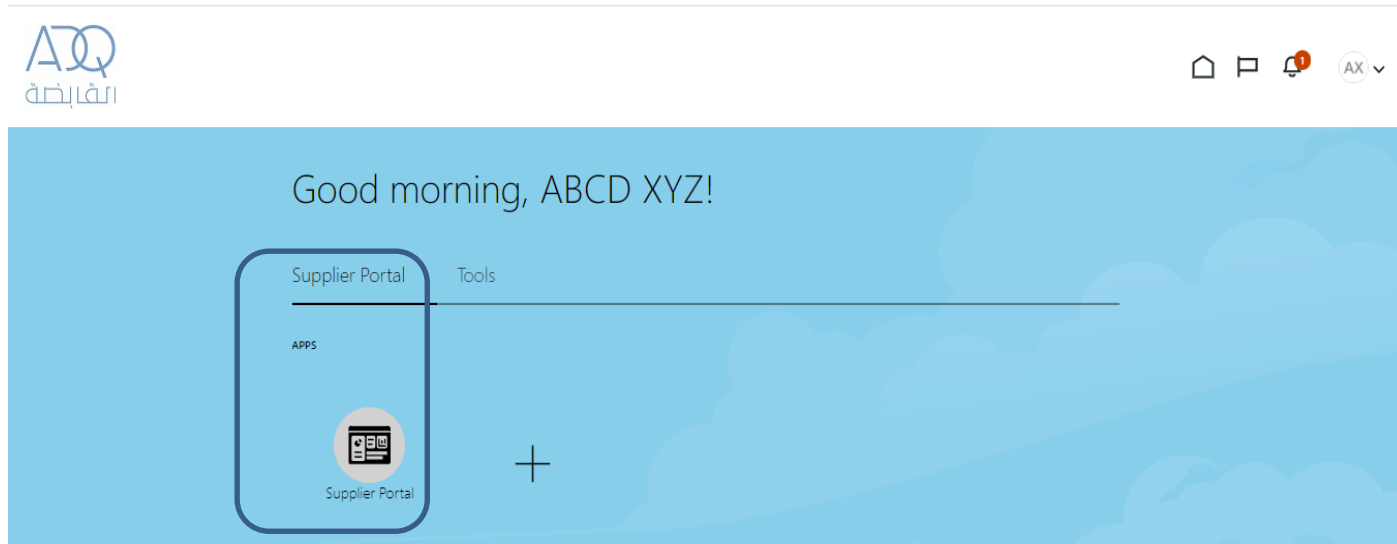 ADQ
القابضة
1
AX
Good morning, ABCD XYZ!
Supplier Portal Tools
APPS
Supplier Portal